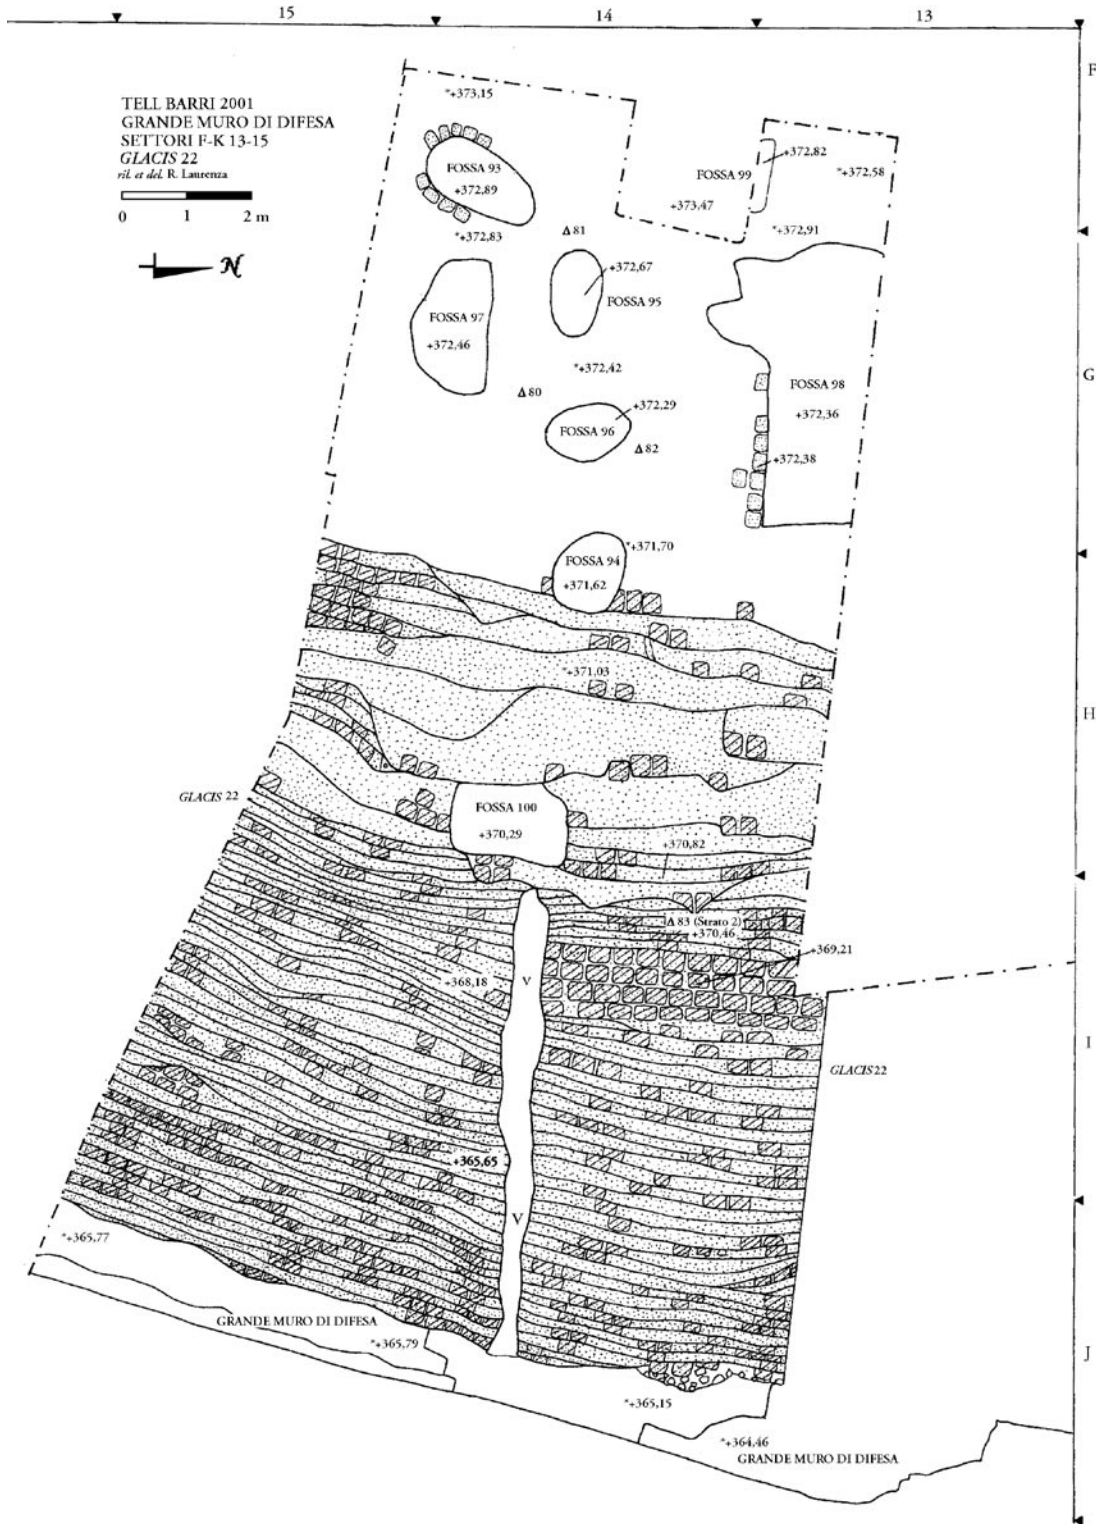 15 14 13
F
TELL BARRI 2001
GRANDE MURO DI DIFESA
SETTORI F-K 13-15
GLACIS 22
ril. et del. R. Laurenza
0 1 2 m
N
*+373,15
FOSSA 93
+372,89
*+372,83
FOSSA 99
+372,82
*+372,58
+373,47
*+372,91
Δ 81
+372,67
FOSSA 95
FOSSA 97
+372,46
*+372,42
G
Δ 80
+372,29
FOSSA 96
Δ 82
FOSSA 98
+372,36
+372,38
*+371,70
FOSSA 94
+371,62
*+371,03
H
GLACIS 22
FOSSA 100
+370,29
+370,82
Δ 83 (Strato 2)
+370,46
+369,21
+368,18
V
I
GLACIS 22
+365,65
V
*+365,77
GRANDE MURO DI DIFESA
*+365,79
J
*+365,15
*+364,46
GRANDE MURO DI DIFESA